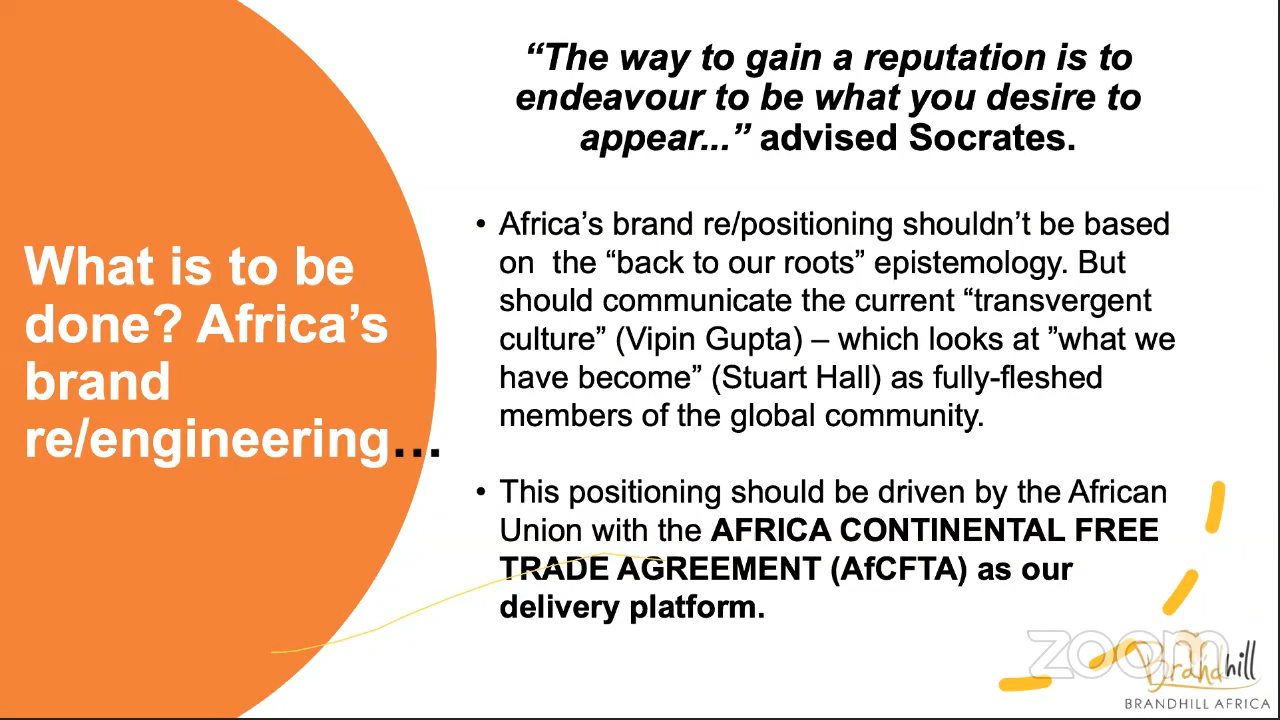 What is to be
done? Africa’s
brand
re/engineering…
“The way to gain a reputation is to
endeavour to be what you desire to
appear...” advised Socrates.
• Africa’s brand re/positioning shouldn’t be based
on the “back to our roots” epistemology. But
should communicate the current “transvergent
culture” (Vipin Gupta) – which looks at ”what we
have become” (Stuart Hall) as fully-fleshed
members of the global community.
• This positioning should be driven by the African
Union with the AFRICA CONTINENTAL FREE
TRADE AGREEMENT (AfCFTA) as our
delivery platform.
zoom
Brandhill
BRANDHILL AFRICA